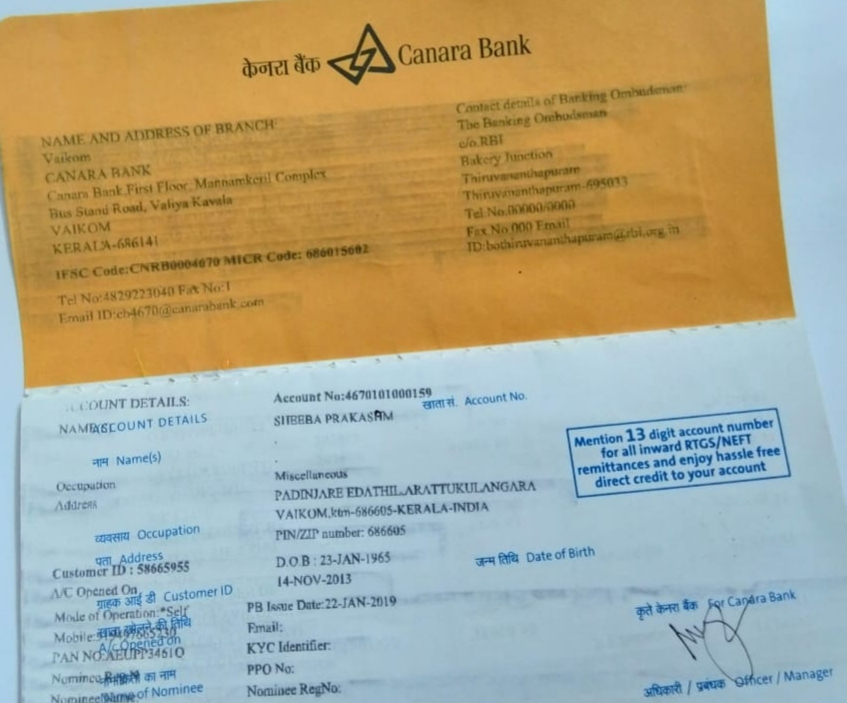 केनरा बैंक Canara Bank
NAME AND ADDRESS OF BRANCH
Vaikom
CANARA BANK
Canara Bank,First Floor, Mannamkeril Complex
Bus Stand Road, Valiya Kavala
VAIKOM
KERALA-686141
IFSC Code:CNRB0004670 MICR Code: 686015602
Tel No:4829223040 Fax No:1
Email ID:cb4670@canarabank.com
Contact details of Banking Ombudsman
The Banking Ombudsman
c/o.RBI
Bakery Junction
Thiruvananthapuram
Thiruvananthapuram-695033
Tel.No.00000/0000
Fax No 000 Email
ID:bothiruvananthapuram@rbi.org.in
COUNT DETAILS:
Account No:4670101000159
खाता सं. Account No.
ACCOUNT DETAILS
SHEEBA PRAKASHM
नाम Name(s)
Mention 13 digit account number
for all inward RTGS/NEFT
remittances and enjoy hassle free
direct credit to your account
Occupation
Miscellaneous
Address
PADINJARE EDATHIL,ARATTUKULANGARA
VAIKOM,ktm-686605-KERALA-INDIA
व्यवसाय Occupation
PIN/ZIP number: 686605
पता Address
Customer ID : 58665955
D.O.B : 23-JAN-1965
जन्म तिथि Date of Birth
A/C Opened On
14-NOV-2013
ग्राहक आई डी Customer ID
Mode of Operation:*Self
PB Issue Date:22-JAN-2019
खाता खोलने की तिथि
Mobile:
Email:
A/c Opened on
PAN NO:AEUPP3461Q
KYC Identifier:
का नाम
PPO No:
Name of Nominee
Nominee RegNo:
कृते केनरा बैंक For Canara Bank
अधिकारी / प्रबंधक Officer / Manager